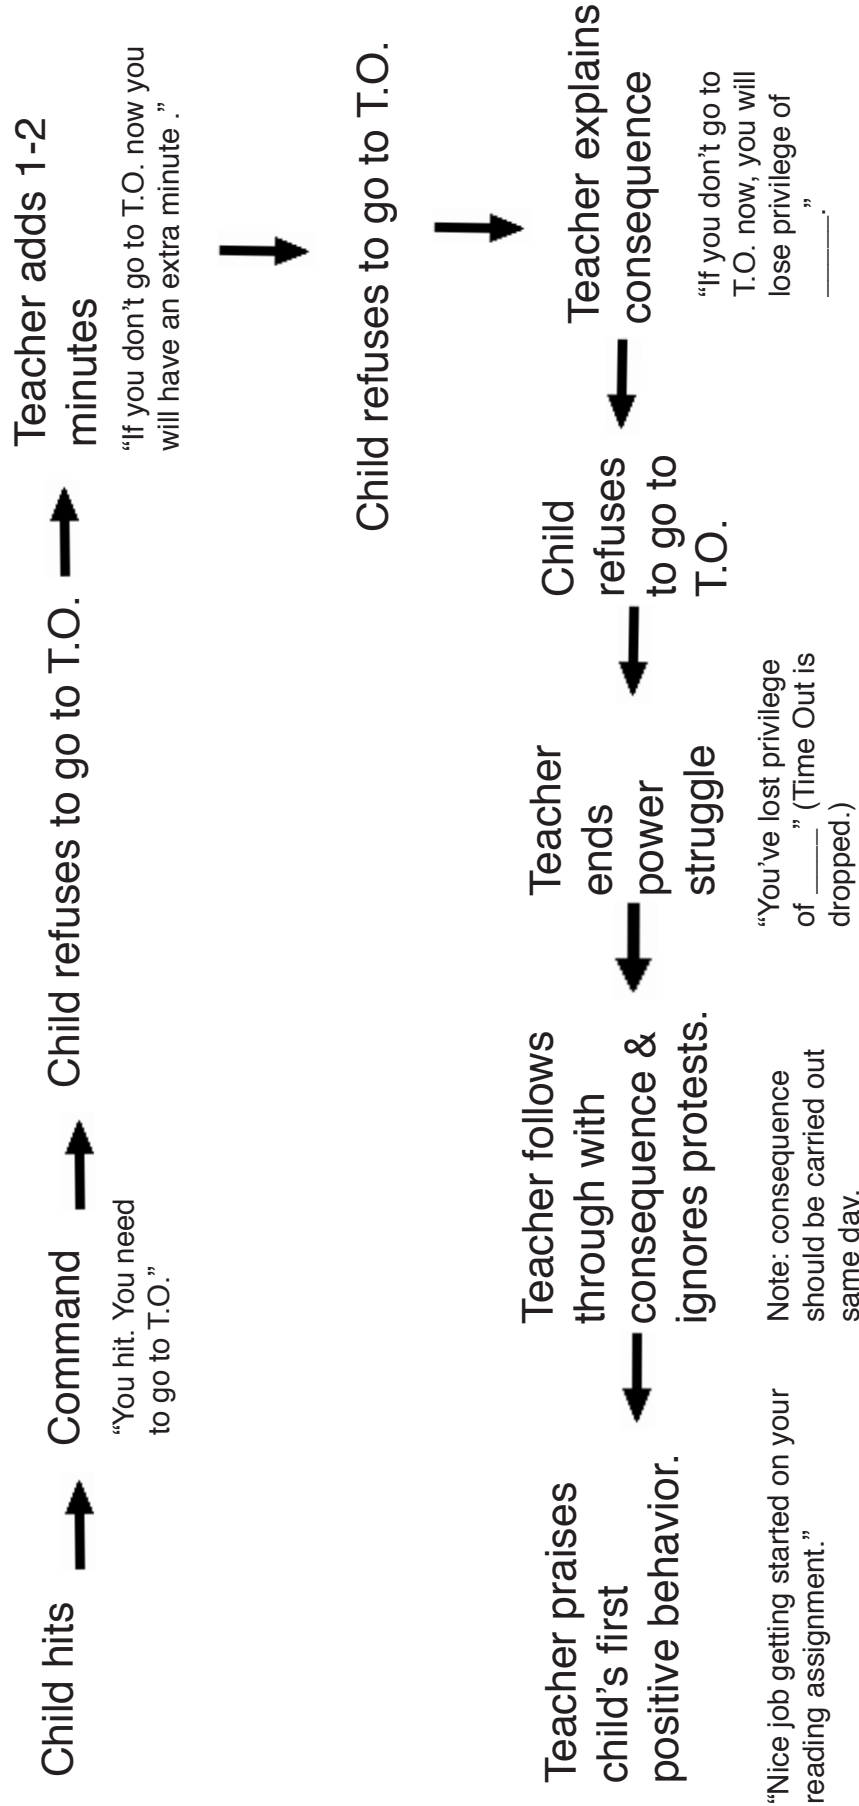 Child hits
Command
“You hit. You need
to go to T.O.”
Child refuses to go to T.O.
Teacher adds 1-2
minutes
“If you don’t go to T.O. now you
will have an extra minute .”
Child refuses to go to T.O.
Teacher explains
consequence
“If you don’t go to
T.O. now, you will
lose privilege of
_____.”
Child
refuses
to go to
T.O.
Teacher
ends
power
struggle
“You’ve lost privilege
of ____ ” (Time Out is
dropped.)
Teacher follows
through with
consequence &
ignores protests.
Note: consequence
should be carried out
same day.
Teacher praises
child’s first
positive behavior.
“Nice job getting started on your
reading assignment.”